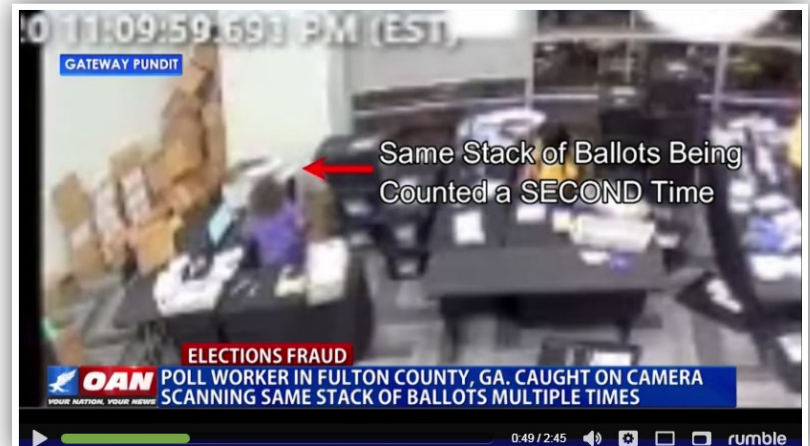 0 11:09:59.693 PM (EST)
GATEWAY PUNDIT
Same Stack of Ballots Being
Counted a SECOND Time
ELECTIONS FRAUD
OAN
YOUR NATION, YOUR NEWS
POLL WORKER IN FULTON COUNTY, GA. CAUGHT ON CAMERA
SCANNING SAME STACK OF BALLOTS MULTIPLE TIMES
0:49 / 2:45
rumble